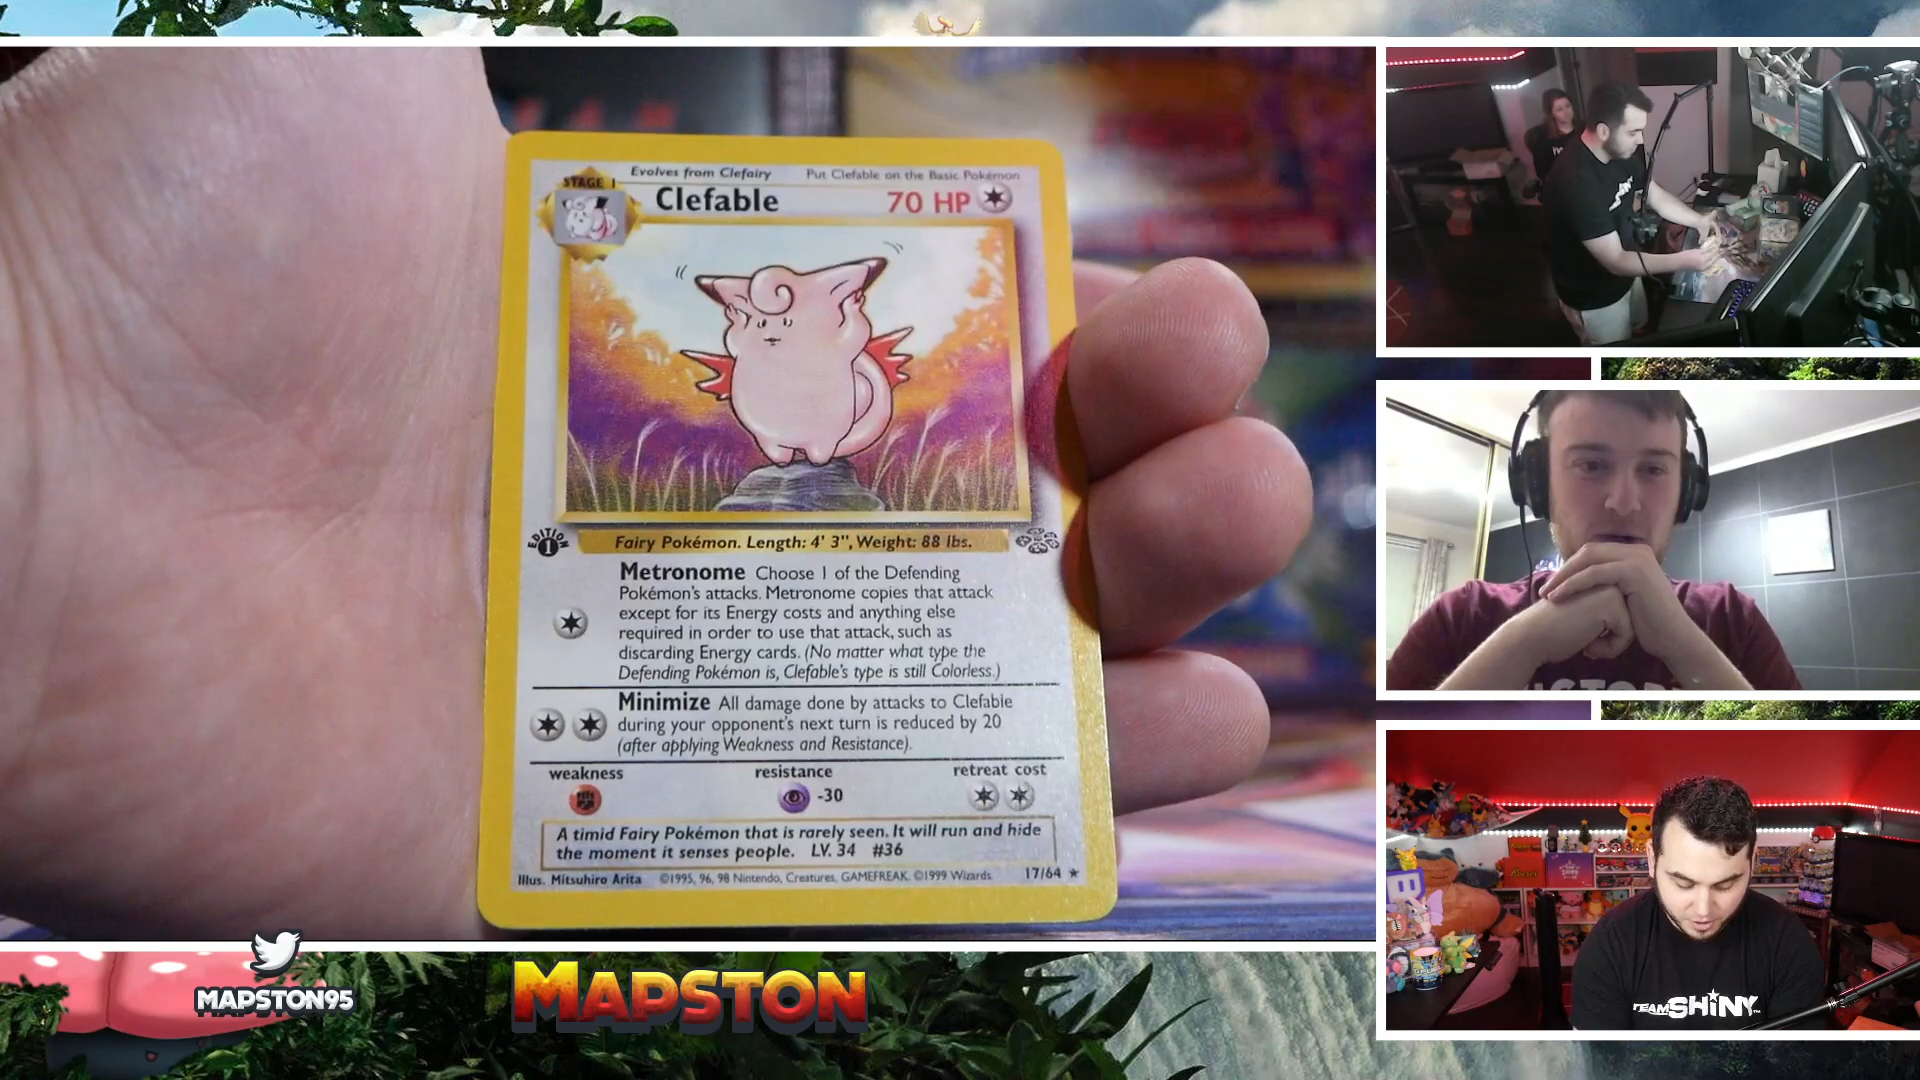 Evolves from Clefairy Put Clefable on the Basic Pokémon
STAGE 1
Clefable 70 HP
EDITION 1
Fairy Pokémon. Length: 4' 3", Weight: 88 lbs.
Metronome Choose 1 of the Defending
Pokémon's attacks. Metronome copies that attack
except for its Energy costs and anything else
required in order to use that attack, such as
discarding Energy cards. (No matter what type the
Defending Pokémon is, Clefable's type is still Colorless.)
Minimize All damage done by attacks to Clefable
during your opponent's next turn is reduced by 20
(after applying Weakness and Resistance).
weakness resistance retreat cost
-30
A timid Fairy Pokémon that is rarely seen. It will run and hide
the moment it senses people. LV. 34 #36
Illus. Mitsuhiro Arita ©1995, 96, 98 Nintendo, Creatures, GAMEFREAK. ©1999 Wizards. 17/64
MAPSTON95
MAPSTON
TEAM SHINY